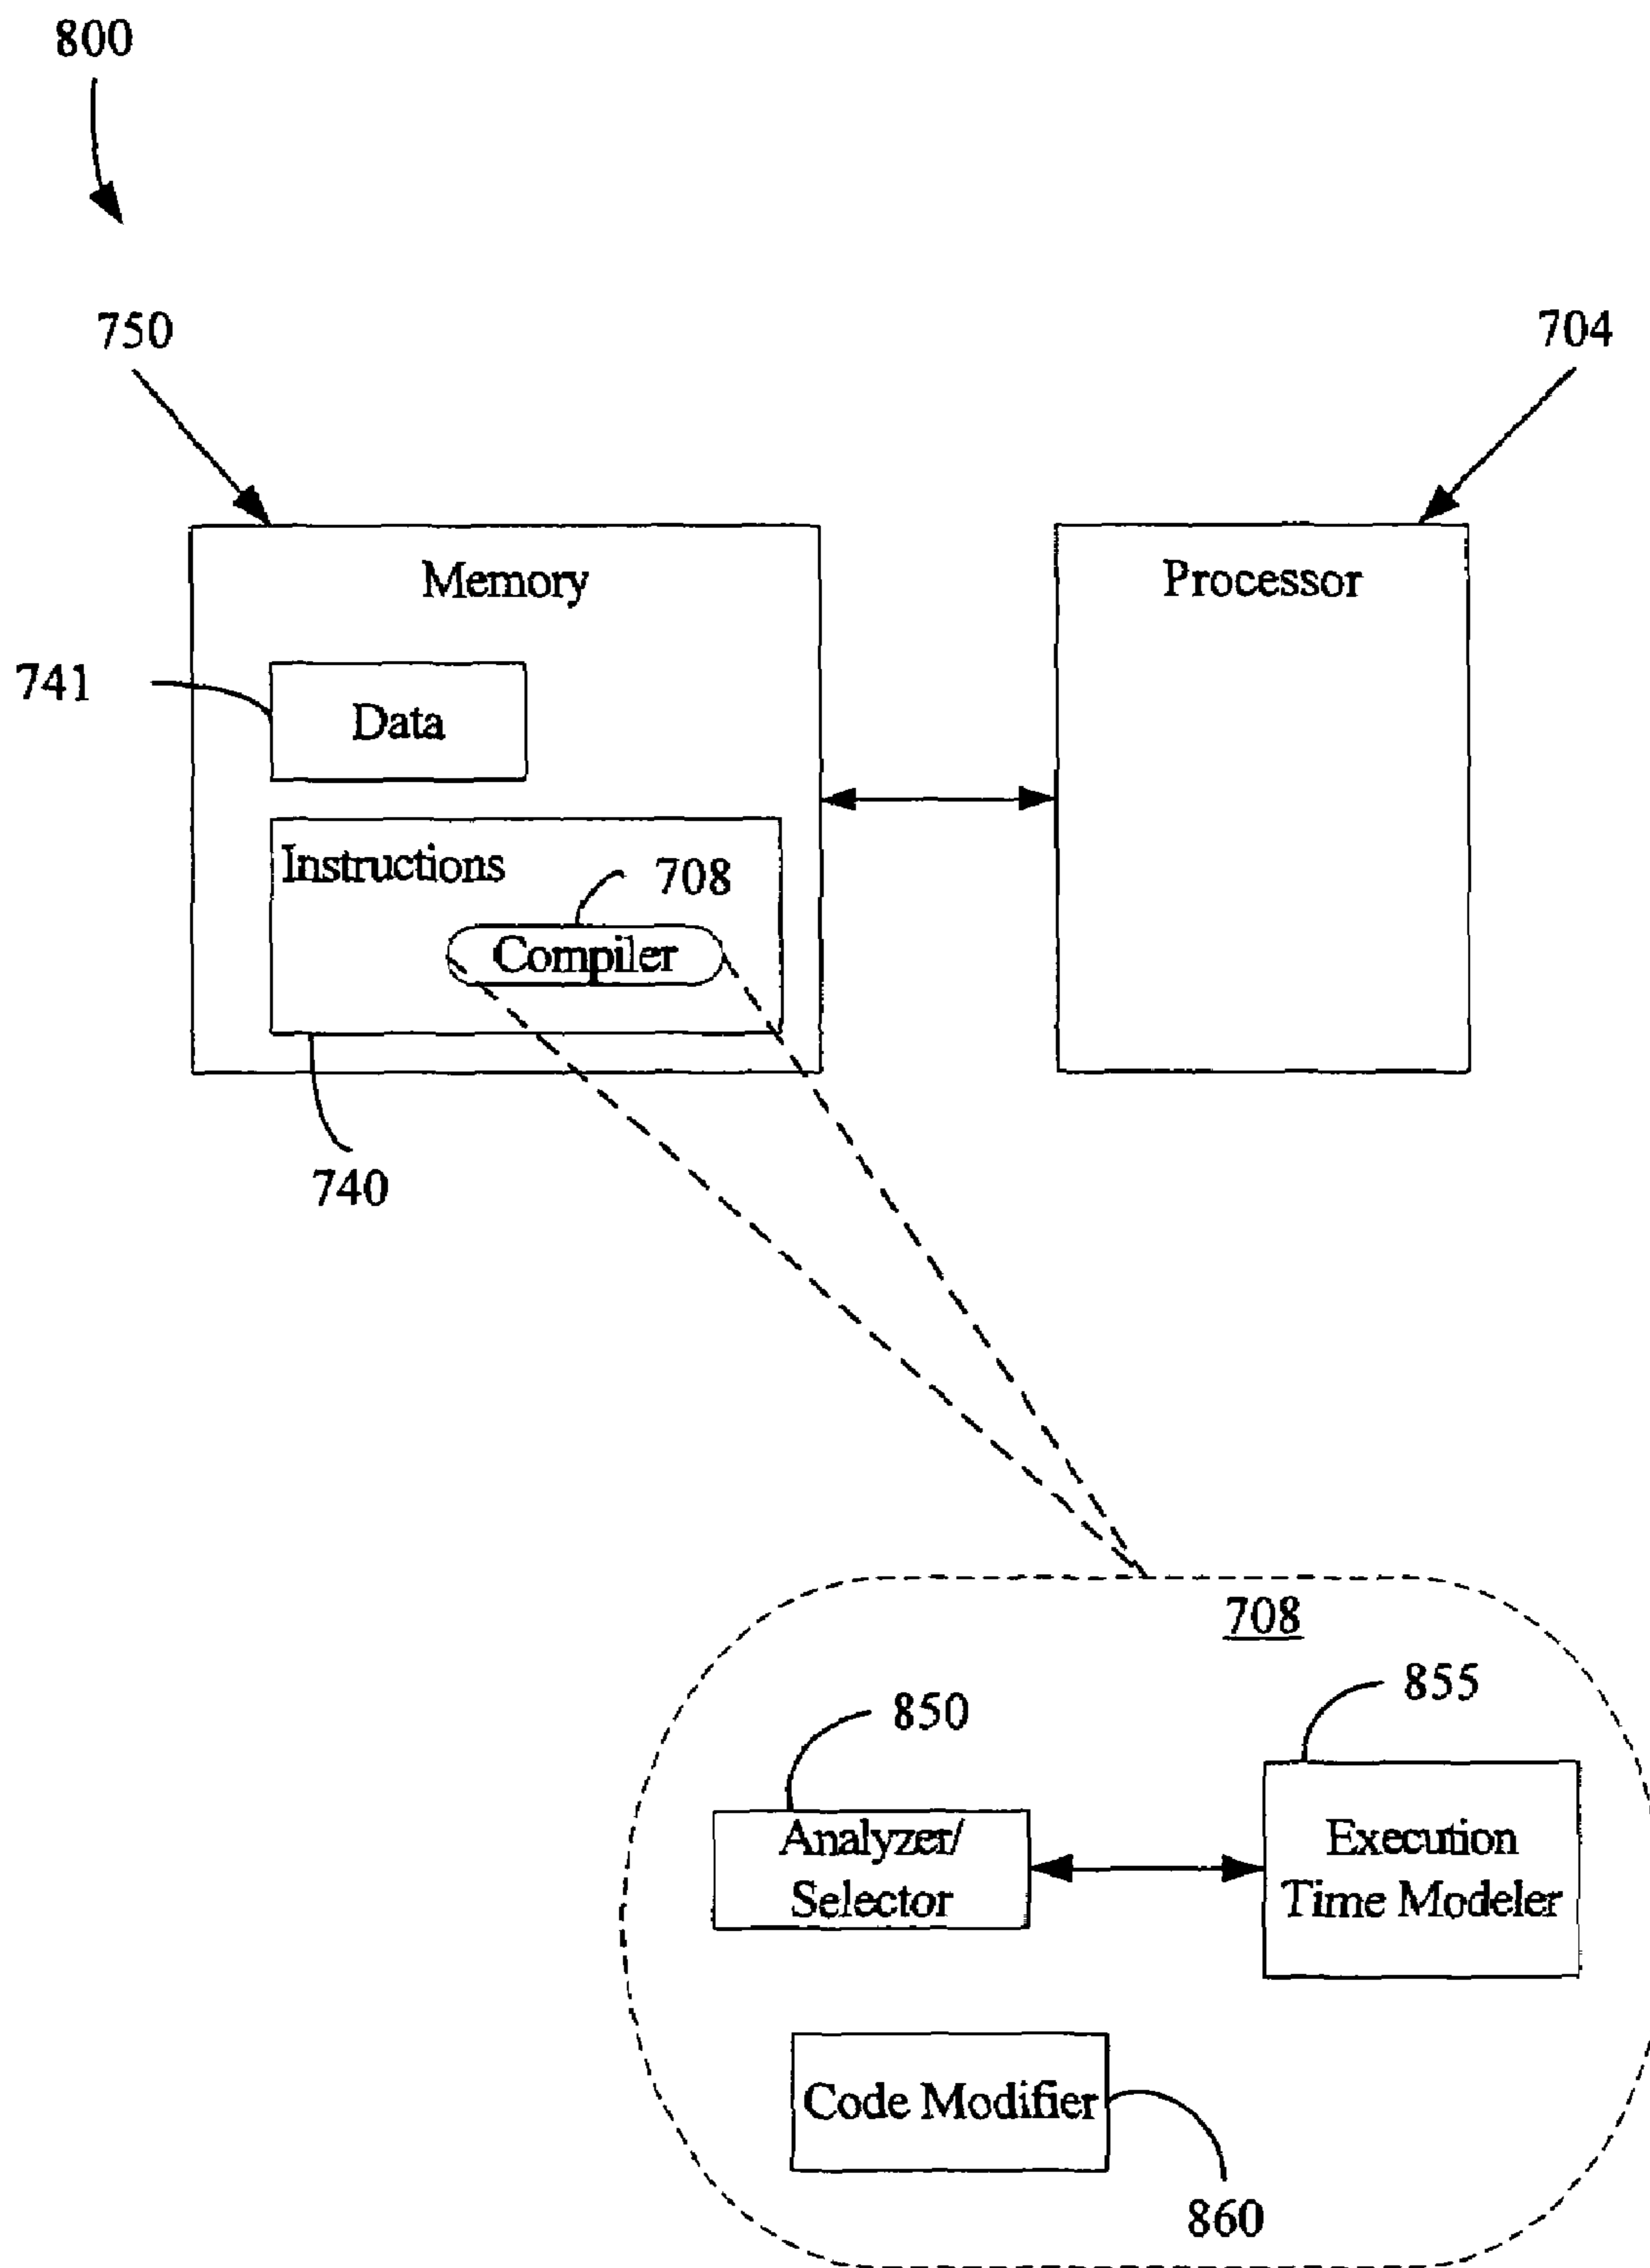 800
750
704
Memory
Processor
741
Data
Instructions
708
Compiler
740
708
850
855
Analyzer/
Selector
Execution
Time Modeler
Code Modifier
860